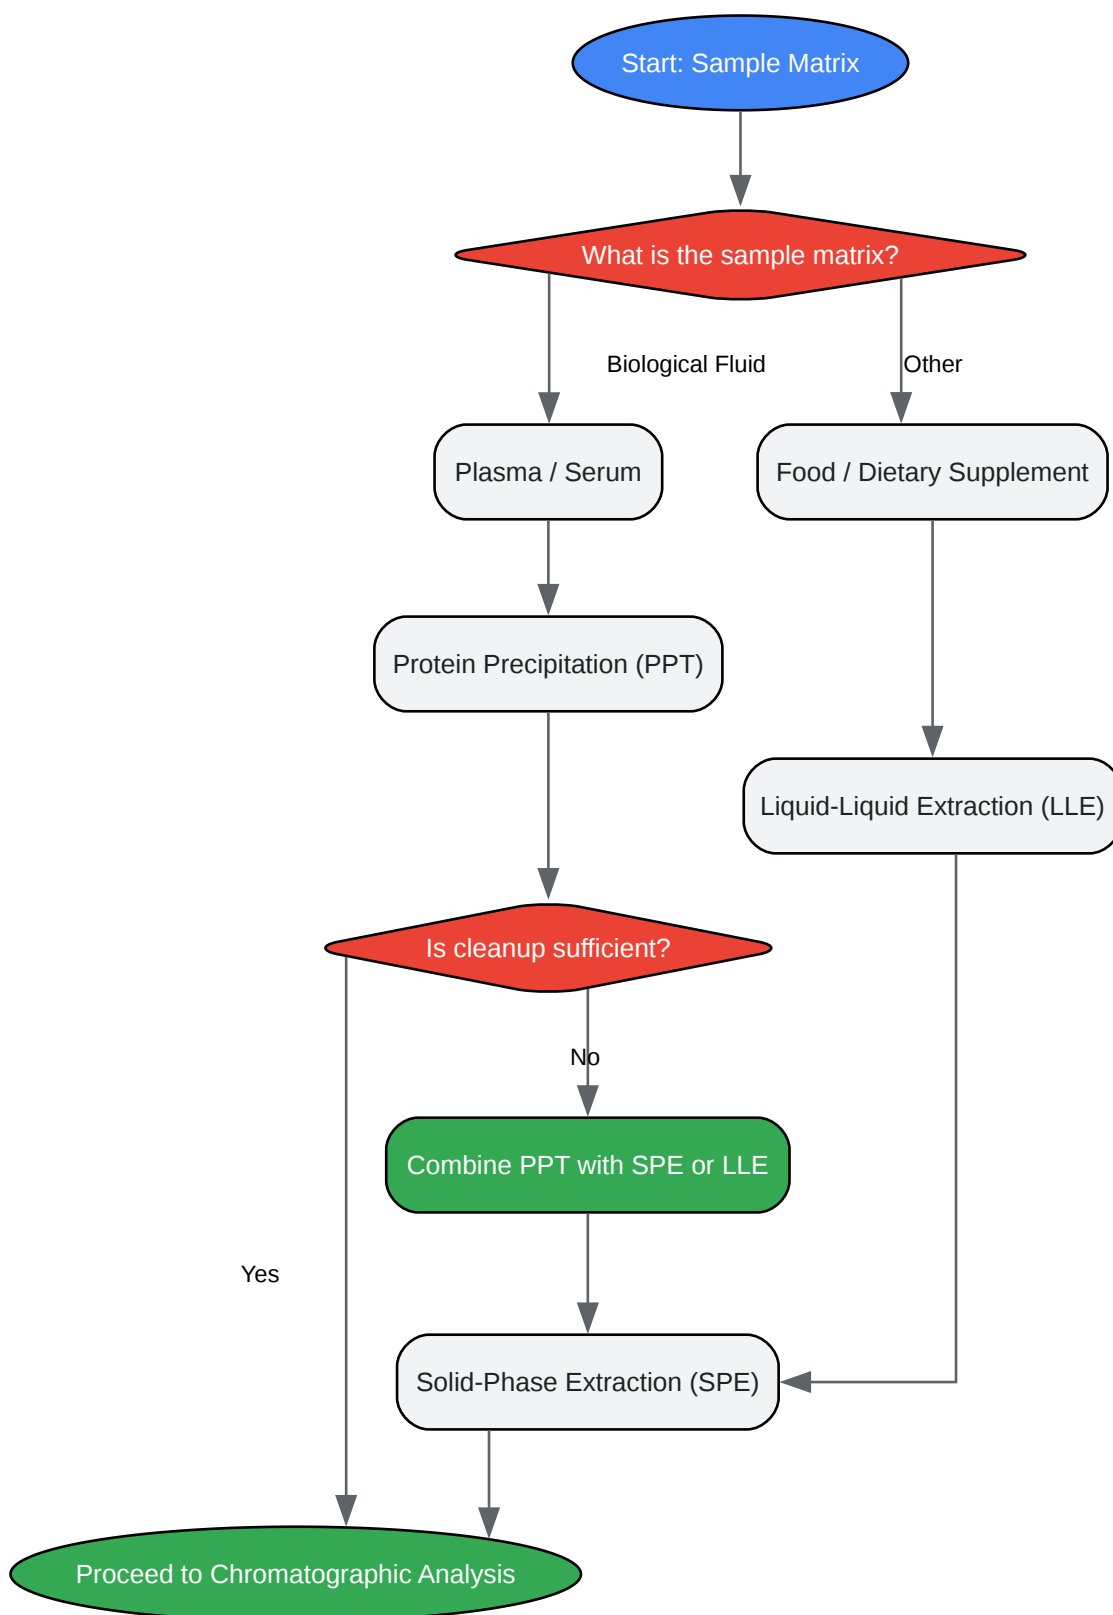 Start: Sample Matrix
What is the sample matrix?
Biological Fluid
Other
Plasma / Serum
Food / Dietary Supplement
Protein Precipitation (PPT)
Liquid-Liquid Extraction (LLE)
Is cleanup sufficient?
No
Combine PPT with SPE or LLE
Yes
Solid-Phase Extraction (SPE)
Proceed to Chromatographic Analysis